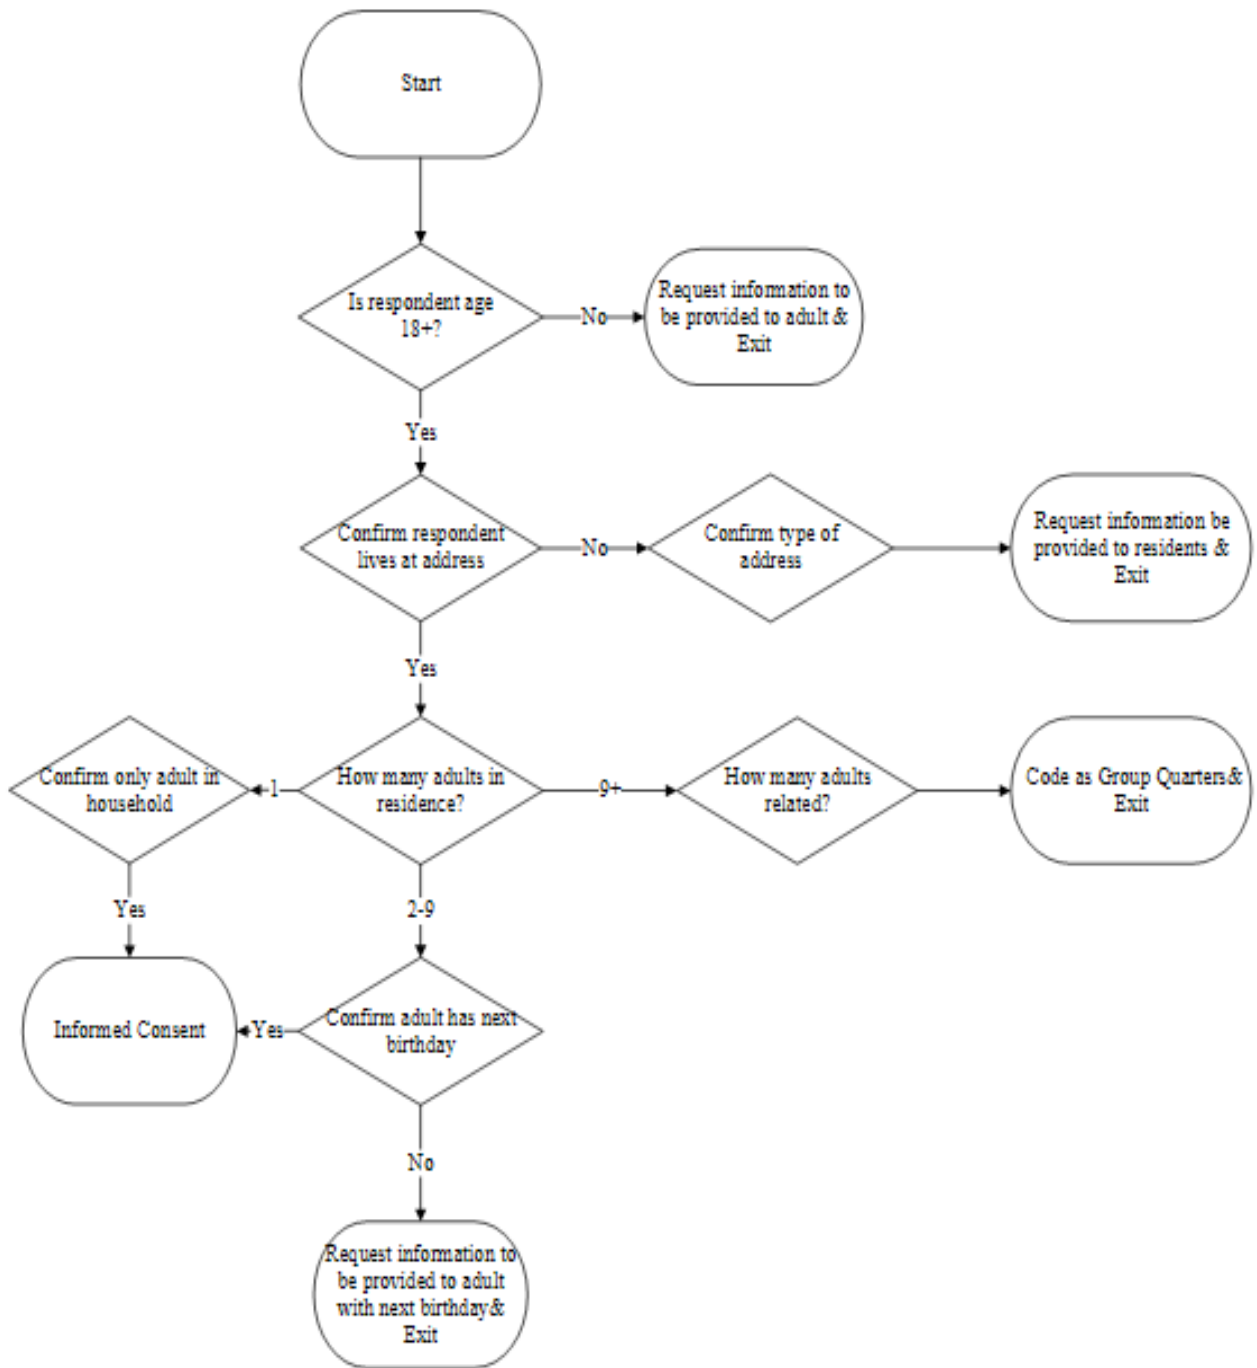 Start
Is respondent age
18+?
No
Request information to
be provided to adult &
Exit
Yes
Confirm respondent
lives at address
No
Confirm type of
address
Request information be
provided to residents &
Exit
Yes
Confirm only adult in
household
1
How many adults in
residence?
9+
How many adults
related?
Code as Group Quarters&
Exit
Yes
2-9
Informed Consent
Yes
Confirm adult has next
birthday
No
Request information to
be provided to adult
with next birthday&
Exit